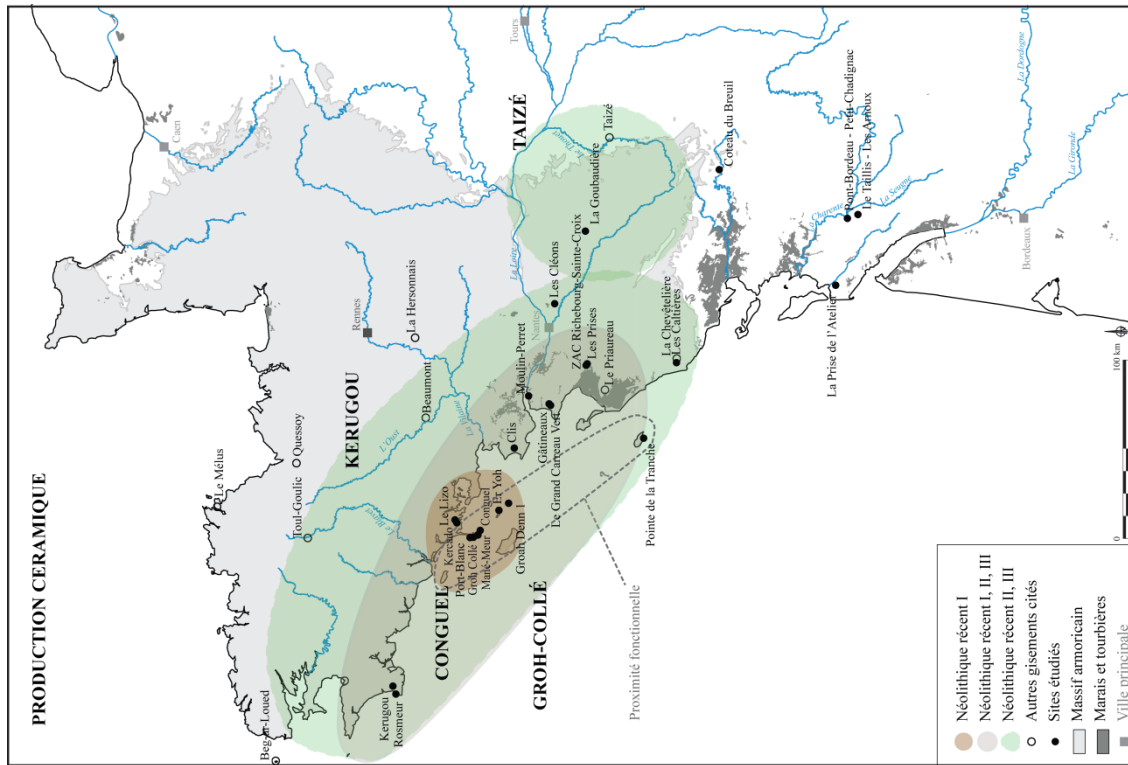 PRODUCTION CERAMIQUE
Caen
Tours
Rennes
Nantes
Bordeaux
KERUGOU
TAIZÉ
CONGUEL
GROH-COLLÉ
Beg-ar-Loued
Le Mélus
Quessoy
Toul-Goulic
Beaumont
La Hersonnais
Kerugou
Rosmeur
Le Lizo
Kercado
Port-Blanc
Groh Collé
Mané-Meur
Conguel
Er Yoh
Groah Denn 1
Clis
Moulin-Perret
Les Cléons
Gâtineaux
Le Grand Carreau Vert
ZAC Richebourg-Sainte-Croix
Les Prises
Le Priaureau
La Chevêtelière
Les Caltières
Pointe de la Tranche
La Goubaudière
Taizé
Coteau du Breuil
Pont-Bordeau - Petit-Chadignac
Le Taillis - Les Arnoux
La Prise de l'Atelier
L'Oust
Le Blavet
La Vilaine
La Loire
Le Thouet
La Charente
La Seugne
La Dordogne
La Gironde
Proximité fonctionnelle
Néolithique récent I
Néolithique récent I, II, III
Néolithique récent II, III
Autres gisements cités
Sites étudiés
Massif armoricain
Marais et tourbières
Ville principale
0
100 km